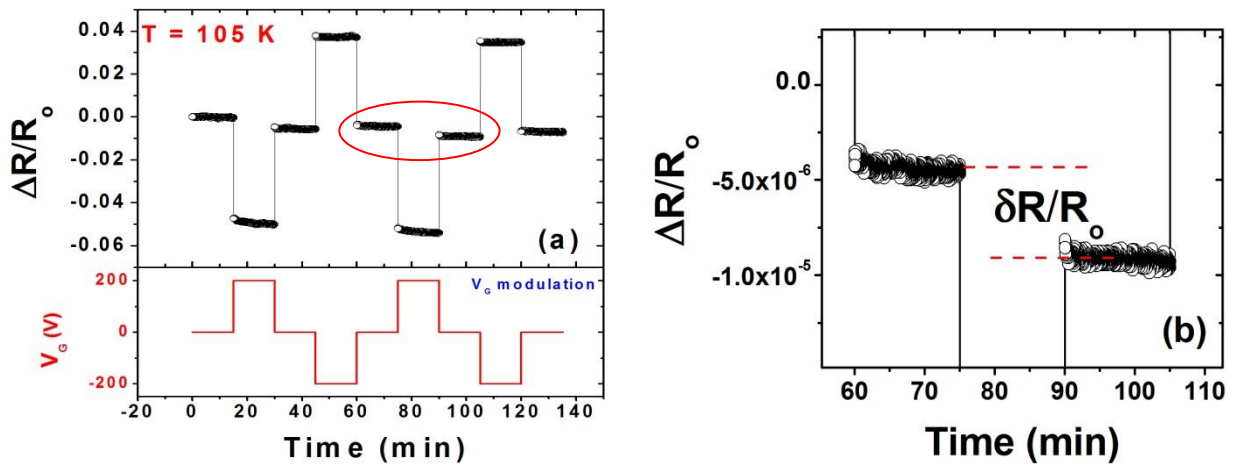 T = 105 K
0.04
0.02
0.00
-0.02
-0.04
-0.06
ΔR/Rₒ
(a)
V_G modulation
200
0
-200
V_G (V)
-20 0 20 40 60 80 100 120 140
Time (min)
0.0
-5.0x10⁻⁶
-1.0x10⁻⁵
ΔR/Rₒ
δR/Rₒ
(b)
60 70 80 90 100 110
Time (min)